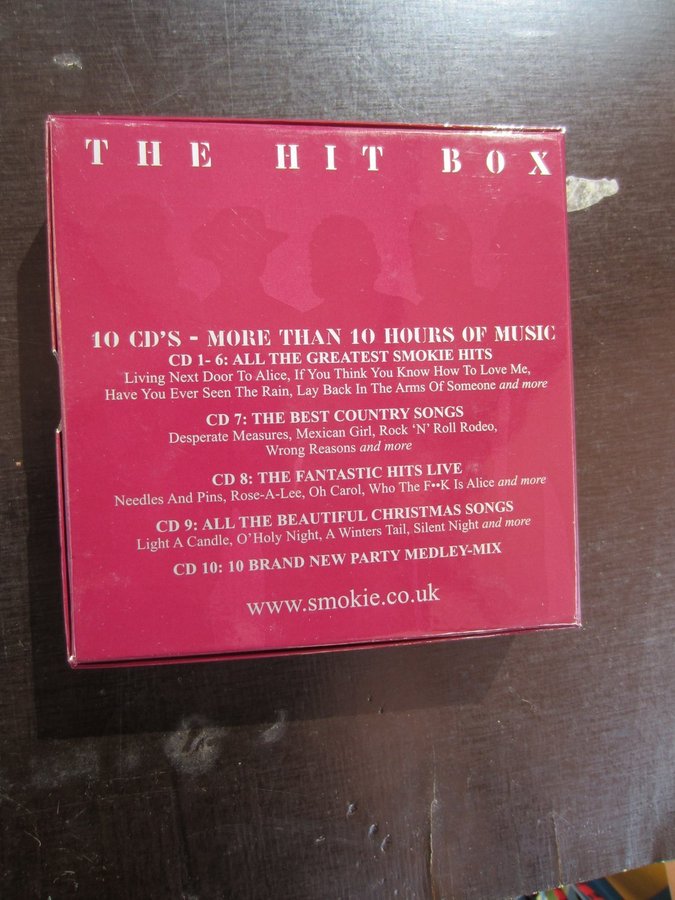 THE HIT BOX
10 CD'S - MORE THAN 10 HOURS OF MUSIC
CD 1- 6: ALL THE GREATEST SMOKIE HITS
Living Next Door To Alice, If You Think You Know How To Love Me,
Have You Ever Seen The Rain, Lay Back In The Arms Of Someone and more
CD 7: THE BEST COUNTRY SONGS
Desperate Measures, Mexican Girl, Rock 'N' Roll Rodeo,
Wrong Reasons and more
CD 8: THE FANTASTIC HITS LIVE
Needles And Pins, Rose-A-Lee, Oh Carol, Who The F••K Is Alice and more
CD 9: ALL THE BEAUTIFUL CHRISTMAS SONGS
Light A Candle, O'Holy Night, A Winters Tail, Silent Night and more
CD 10: 10 BRAND NEW PARTY MEDLEY-MIX
www.smokie.co.uk